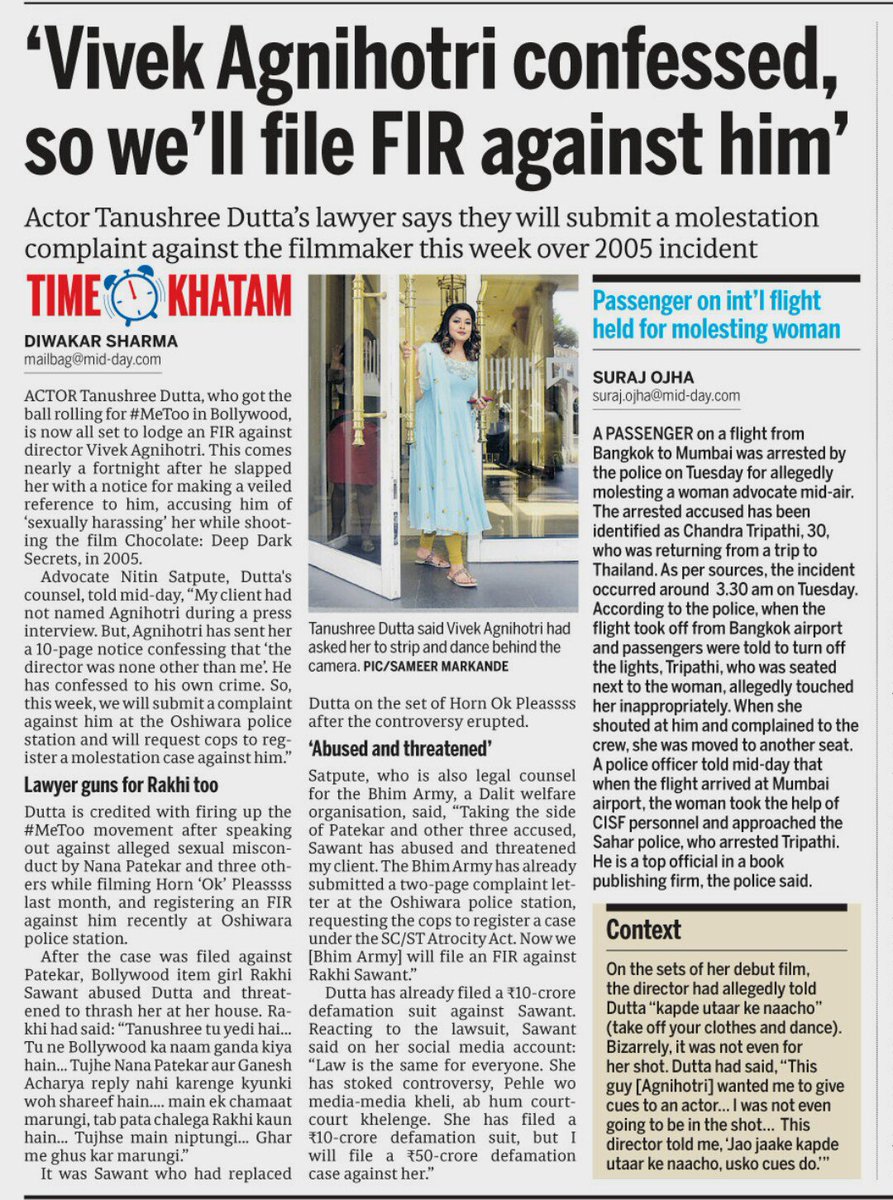 ‘Vivek Agnihotri confessed,
so we’ll file FIR against him’
Actor Tanushree Dutta’s lawyer says they will submit a molestation
complaint against the filmmaker this week over 2005 incident
TIME KHATAM
DIWAKAR SHARMA
mailbag@mid-day.com
ACTOR Tanushree Dutta, who got the
ball rolling for #MeToo in Bollywood,
is now all set to lodge an FIR against
director Vivek Agnihotri. This comes
nearly a fortnight after he slapped
her with a notice for making a veiled
reference to him, accusing him of
‘sexually harassing’ her while shoot-
ing the film Chocolate: Deep Dark
Secrets, in 2005.
Advocate Nitin Satpute, Dutta's
counsel, told mid-day, “My client had
not named Agnihotri during a press
interview. But, Agnihotri has sent her
a 10-page notice confessing that ‘the
director was none other than me’. He
has confessed to his own crime. So,
this week, we will submit a complaint
against him at the Oshiwara police
station and will request cops to reg-
ister a molestation case against him.”
Lawyer guns for Rakhi too
Dutta is credited with firing up the
#MeToo movement after speaking
out against alleged sexual miscon-
duct by Nana Patekar and three oth-
ers while filming Horn ‘Ok’ Pleassss
last month, and registering an FIR
against him recently at Oshiwara
police station.
After the case was filed against
Patekar, Bollywood item girl Rakhi
Sawant abused Dutta and threat-
ened to thrash her at her house. Ra-
khi had said: “Tanushree tu yedi hai...
Tu ne Bollywood ka naam ganda kiya
hain... Tujhe Nana Patekar aur Ganesh
Acharya reply nahi karenge kyunki
woh shareef hain.... main ek chamaat
marungi, tab pata chalega Rakhi kaun
hain... Tujhse main niptungi... Ghar
me ghus kar marungi.”
It was Sawant who had replaced
Tanushree Dutta said Vivek Agnihotri had
asked her to strip and dance behind the
camera. PIC/SAMEER MARKANDE
Dutta on the set of Horn Ok Pleassss
after the controversy erupted.
‘Abused and threatened’
Satpute, who is also legal counsel
for the Bhim Army, a Dalit welfare
organisation, said, “Taking the side
of Patekar and other three accused,
Sawant has abused and threatened
my client. The Bhim Army has already
submitted a two-page complaint let-
ter at the Oshiwara police station,
requesting the cops to register a case
under the SC/ST Atrocity Act. Now we
[Bhim Army] will file an FIR against
Rakhi Sawant.”
Dutta has already filed a ₹10-crore
defamation suit against Sawant.
Reacting to the lawsuit, Sawant
said on her social media account:
“Law is the same for everyone. She
has stoked controversy, Pehle wo
media-media kheli, ab hum court-
court khelenge. She has filed a
₹10-crore defamation suit, but I
will file a ₹50-crore defamation
case against her.”
Passenger on int’l flight
held for molesting woman
SURAJ OJHA
suraj.ojha@mid-day.com
A PASSENGER on a flight from
Bangkok to Mumbai was arrested by
the police on Tuesday for allegedly
molesting a woman advocate mid-air.
The arrested accused has been
identified as Chandra Tripathi, 30,
who was returning from a trip to
Thailand. As per sources, the incident
occurred around 3.30 am on Tuesday.
According to the police, when the
flight took off from Bangkok airport
and passengers were told to turn off
the lights, Tripathi, who was seated
next to the woman, allegedly touched
her inappropriately. When she
shouted at him and complained to the
crew, she was moved to another seat.
A police officer told mid-day that
when the flight arrived at Mumbai
airport, the woman took the help of
CISF personnel and approached the
Sahar police, who arrested Tripathi.
He is a top official in a book
publishing firm, the police said.
Context
On the sets of her debut film,
the director had allegedly told
Dutta “kapde utaar ke naacho”
(take off your clothes and dance).
Bizarrely, it was not even for
her shot. Dutta had said, “This
guy [Agnihotri] wanted me to give
cues to an actor... I was not even
going to be in the shot... This
director told me, ‘Jao jaake kapde
utaar ke naacho, usko cues do.’”